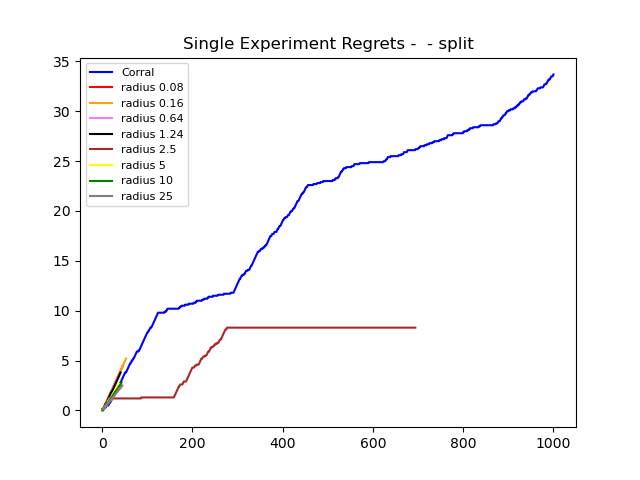 Single Experiment Regrets -  - split
35
30
25
20
15
10
5
0
Corral
radius 0.08
radius 0.16
radius 0.64
radius 1.24
radius 2.5
radius 5
radius 10
radius 25
0 200 400 600 800 1000